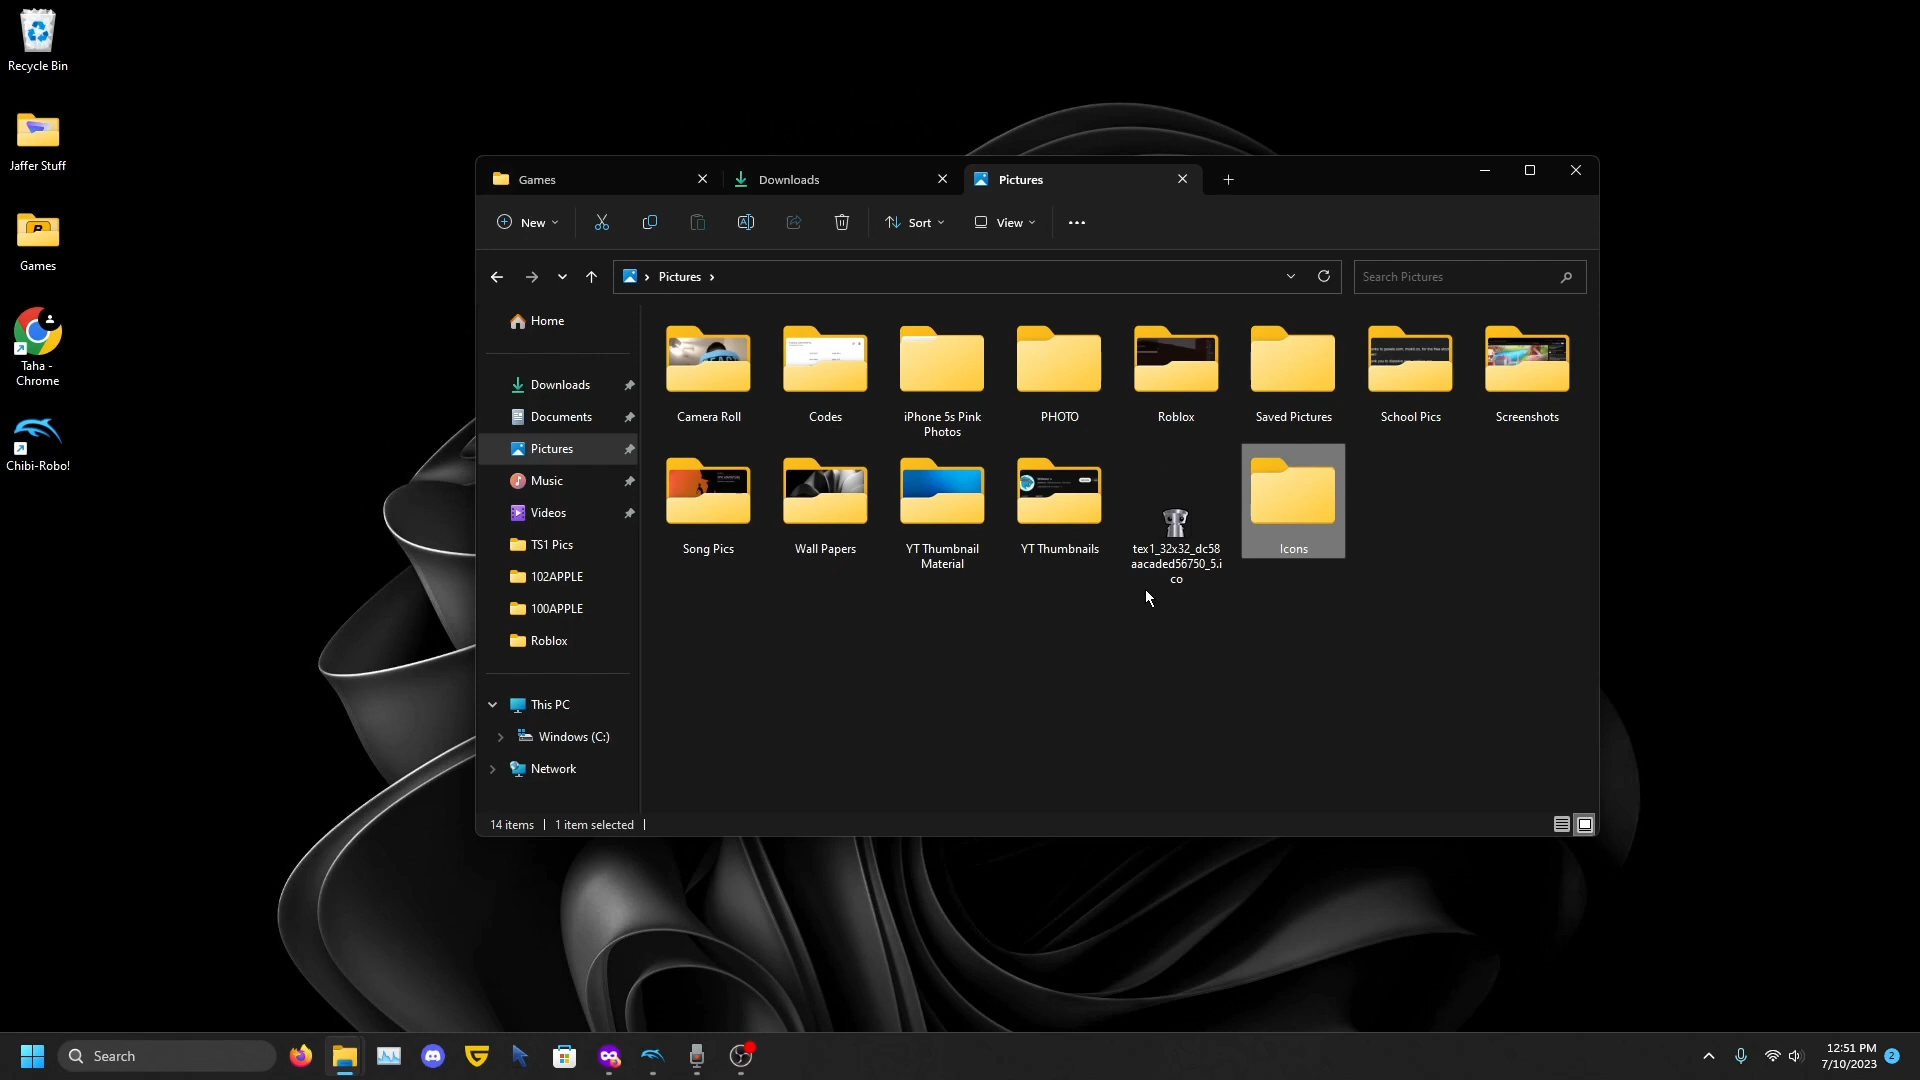 Recycle Bin
Jaffer Stuff
Games
Taha -
Chrome
Chibi-Robo!
Games
Downloads
Pictures
New
Sort
View
Pictures
Search Pictures
Home
Downloads
Documents
Pictures
Music
Videos
TS1 Pics
102APPLE
100APPLE
Roblox
This PC
Windows (C:)
Network
Camera Roll
Codes
iPhone 5s Pink
Photos
PHOTO
Roblox
Saved Pictures
School Pics
Screenshots
Song Pics
Wall Papers
YT Thumbnail
Material
YT Thumbnails
tex1_32x32_dc58
aacaded56750_5.i
co
Icons
14 items
1 item selected
Search
12:51 PM
7/10/2023
2